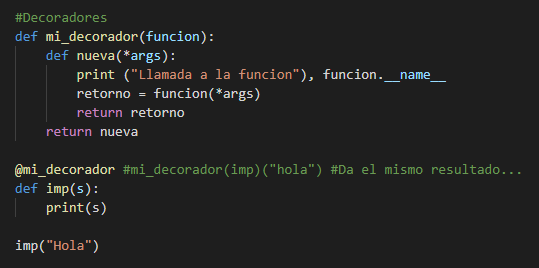 #Decoradores
def mi_decorador(funcion):
    def nueva(*args):
        print ("Llamada a la funcion"), funcion.__name__
        retorno = funcion(*args)
        return retorno
    return nueva

@mi_decorador #mi_decorador(imp)("hola") #Da el mismo resultado...
def imp(s):
    print(s)

imp("Hola")